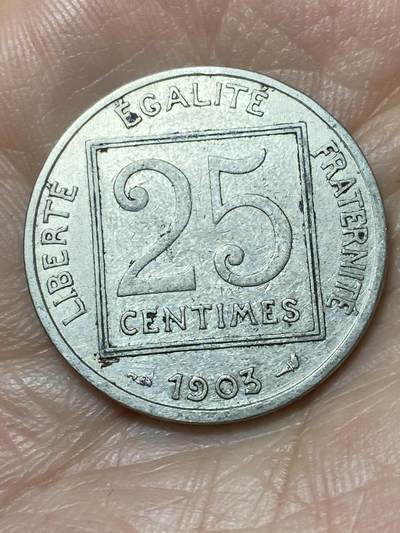 LIBERTÉ
ÉGALITÉ
FRATERNITÉ
25
CENTIMES
1903